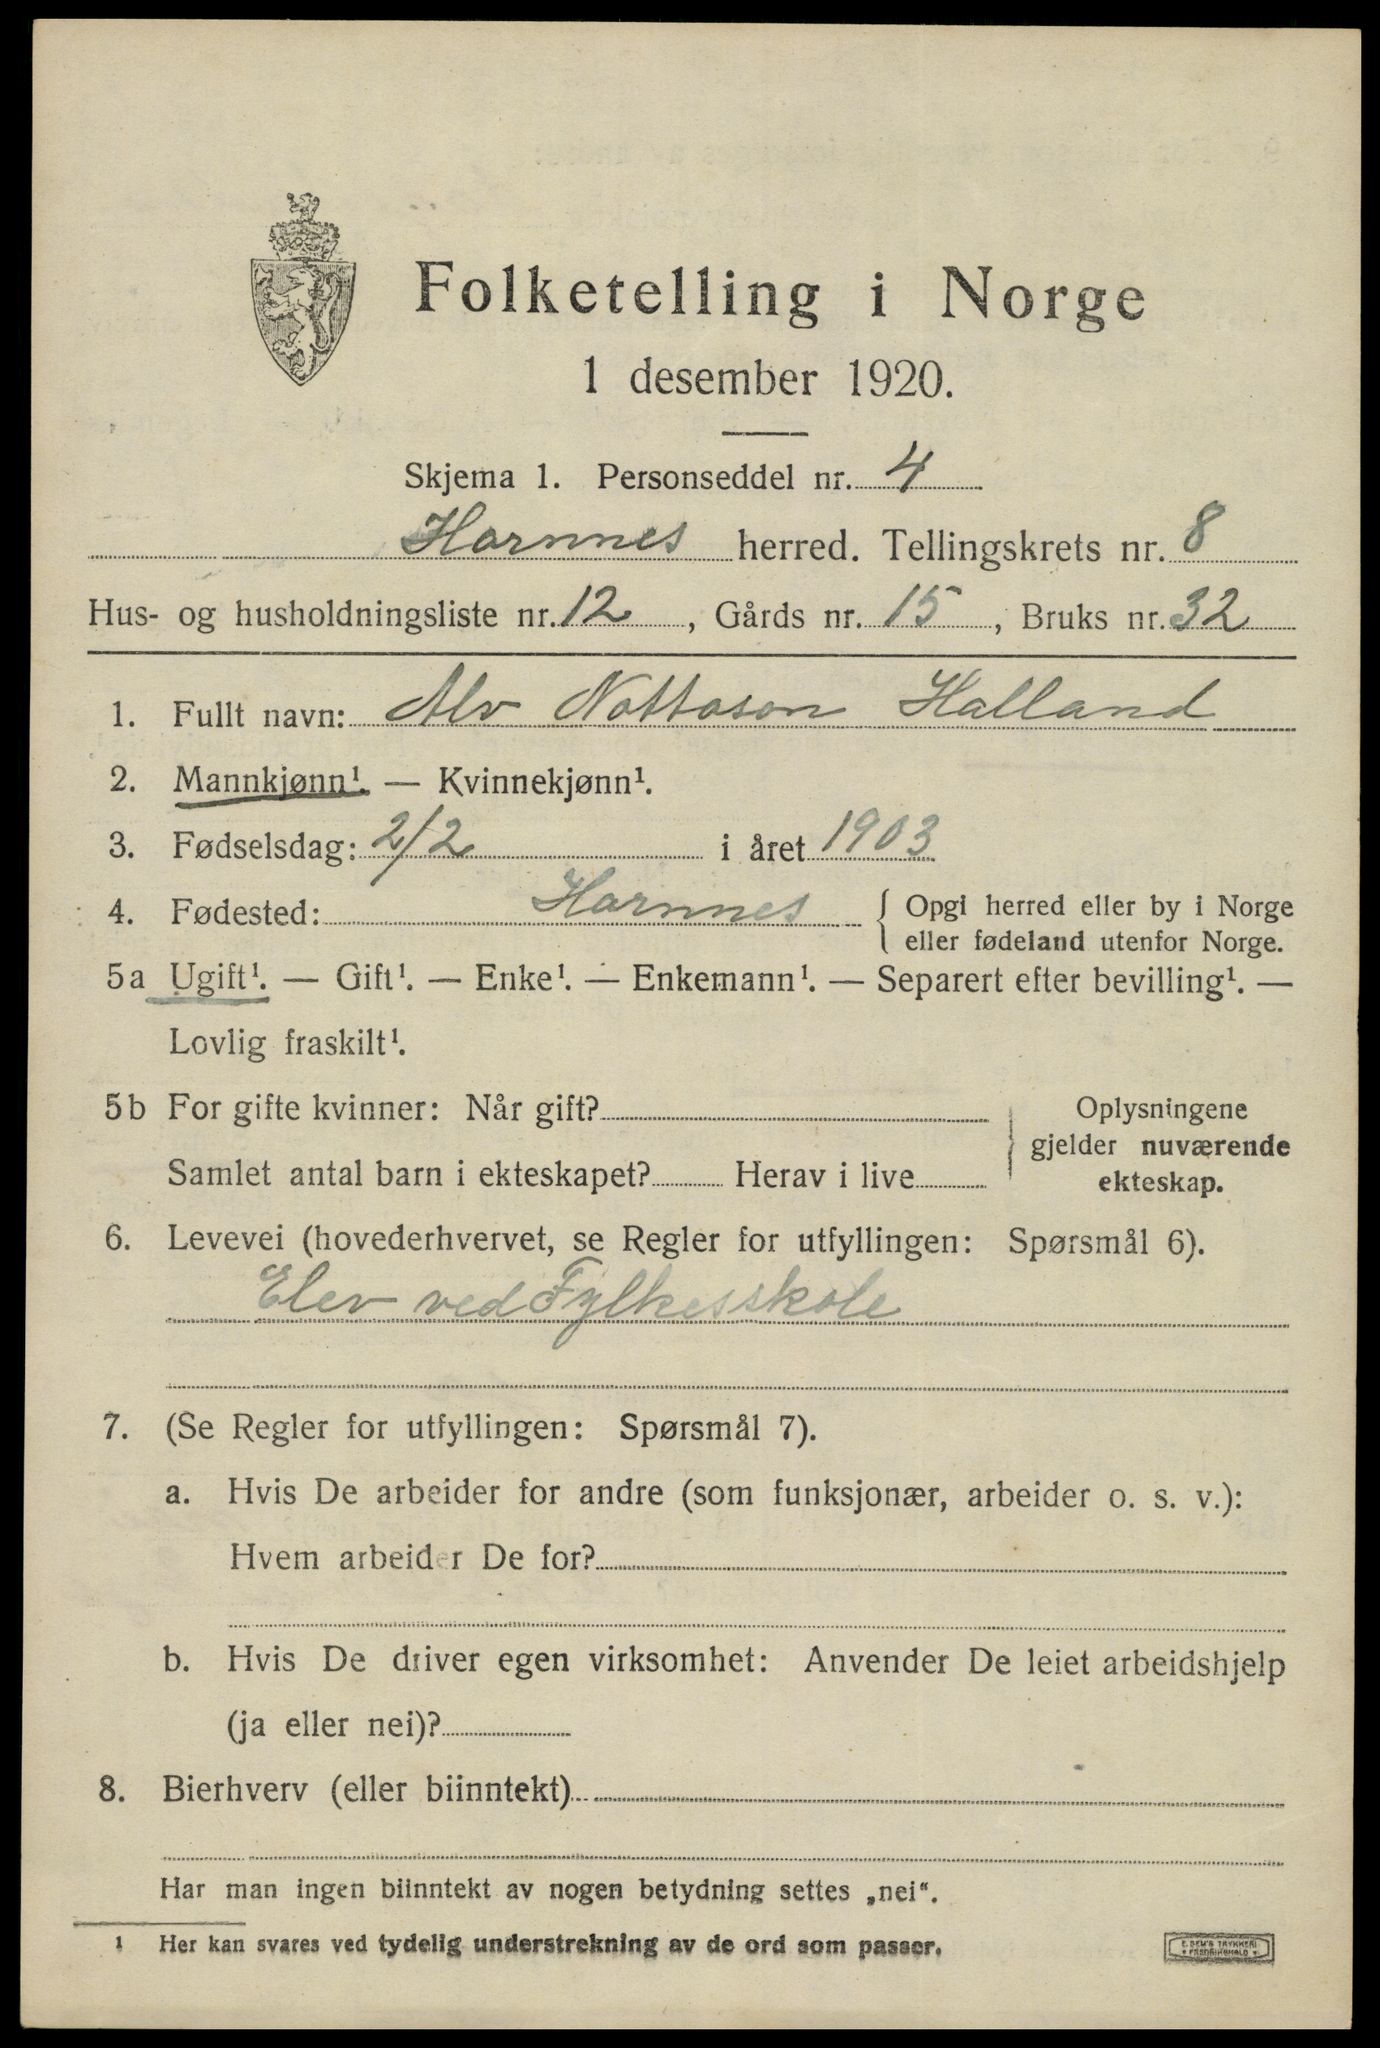 Folketelling i Norge
1 desember 1920.
Skjema 1. Personseddel nr. 4
Hornnes herred. Tellingskrets nr. 8
Hus- og husholdningsliste nr. 12, Gårds nr. 15, Bruks nr. 32
1. Fullt navn: Alv Nottoson Halland
2. Mannkjønn¹. — Kvinnekjønn¹.
3. Fødselsdag: 2/2 i året 1903
4. Fødested: Hornnes { Opgi herred eller by i Norge
eller fødeland utenfor Norge.
5a Ugift¹. — Gift¹. — Enke¹. — Enkemann¹. — Separert efter bevilling¹. —
Lovlig fraskilt¹.
5b For gifte kvinner: Når gift? Oplysningene
gjelder nuværende
Samlet antal barn i ekteskapet? Herav i live ekteskap.
6. Levevei (hovederhvervet, se Regler for utfyllingen: Spørsmål 6).
Elev ved Fylkesskole
7. (Se Regler for utfyllingen: Spørsmål 7).
a. Hvis De arbeider for andre (som funksjonær, arbeider o. s. v.):
Hvem arbeider De for?
b. Hvis De driver egen virksomhet: Anvender De leiet arbeidshjelp
(ja eller nei)?
8. Bierhverv (eller biinntekt)
Har man ingen biinntekt av nogen betydning settes „nei“.
¹ Her kan svares ved tydelig understrekning av de ord som passer.
E. SEM'S TRYKKERI
FREDRIKSHALD